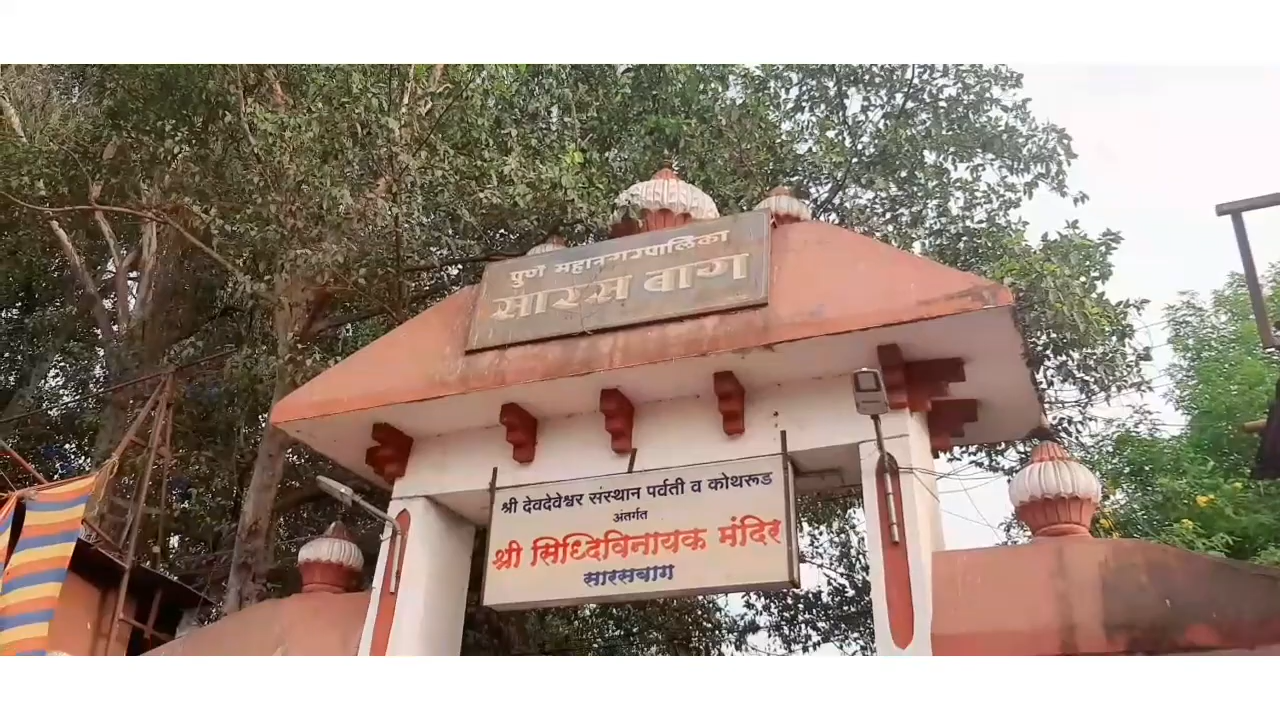 पुणे महानगरपालिका
सारस बाग
श्री देवदेवेश्वर संस्थान पर्वती व कोथरूड
अंतर्गत
श्री सिध्दिविनायक मंदिर
सारसबाग